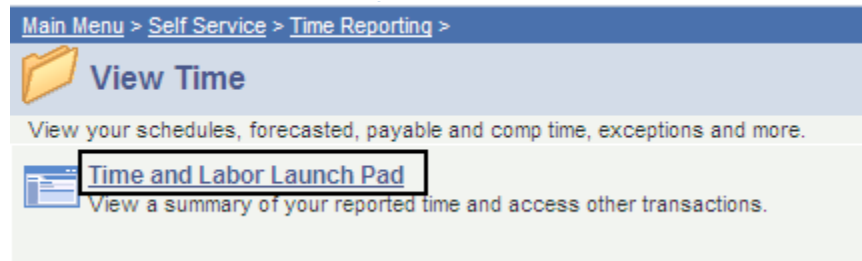 Main Menu > Self Service > Time Reporting >
View Time
View your schedules, forecasted, payable and comp time, exceptions and more.
Time and Labor Launch Pad
View a summary of your reported time and access other transactions.